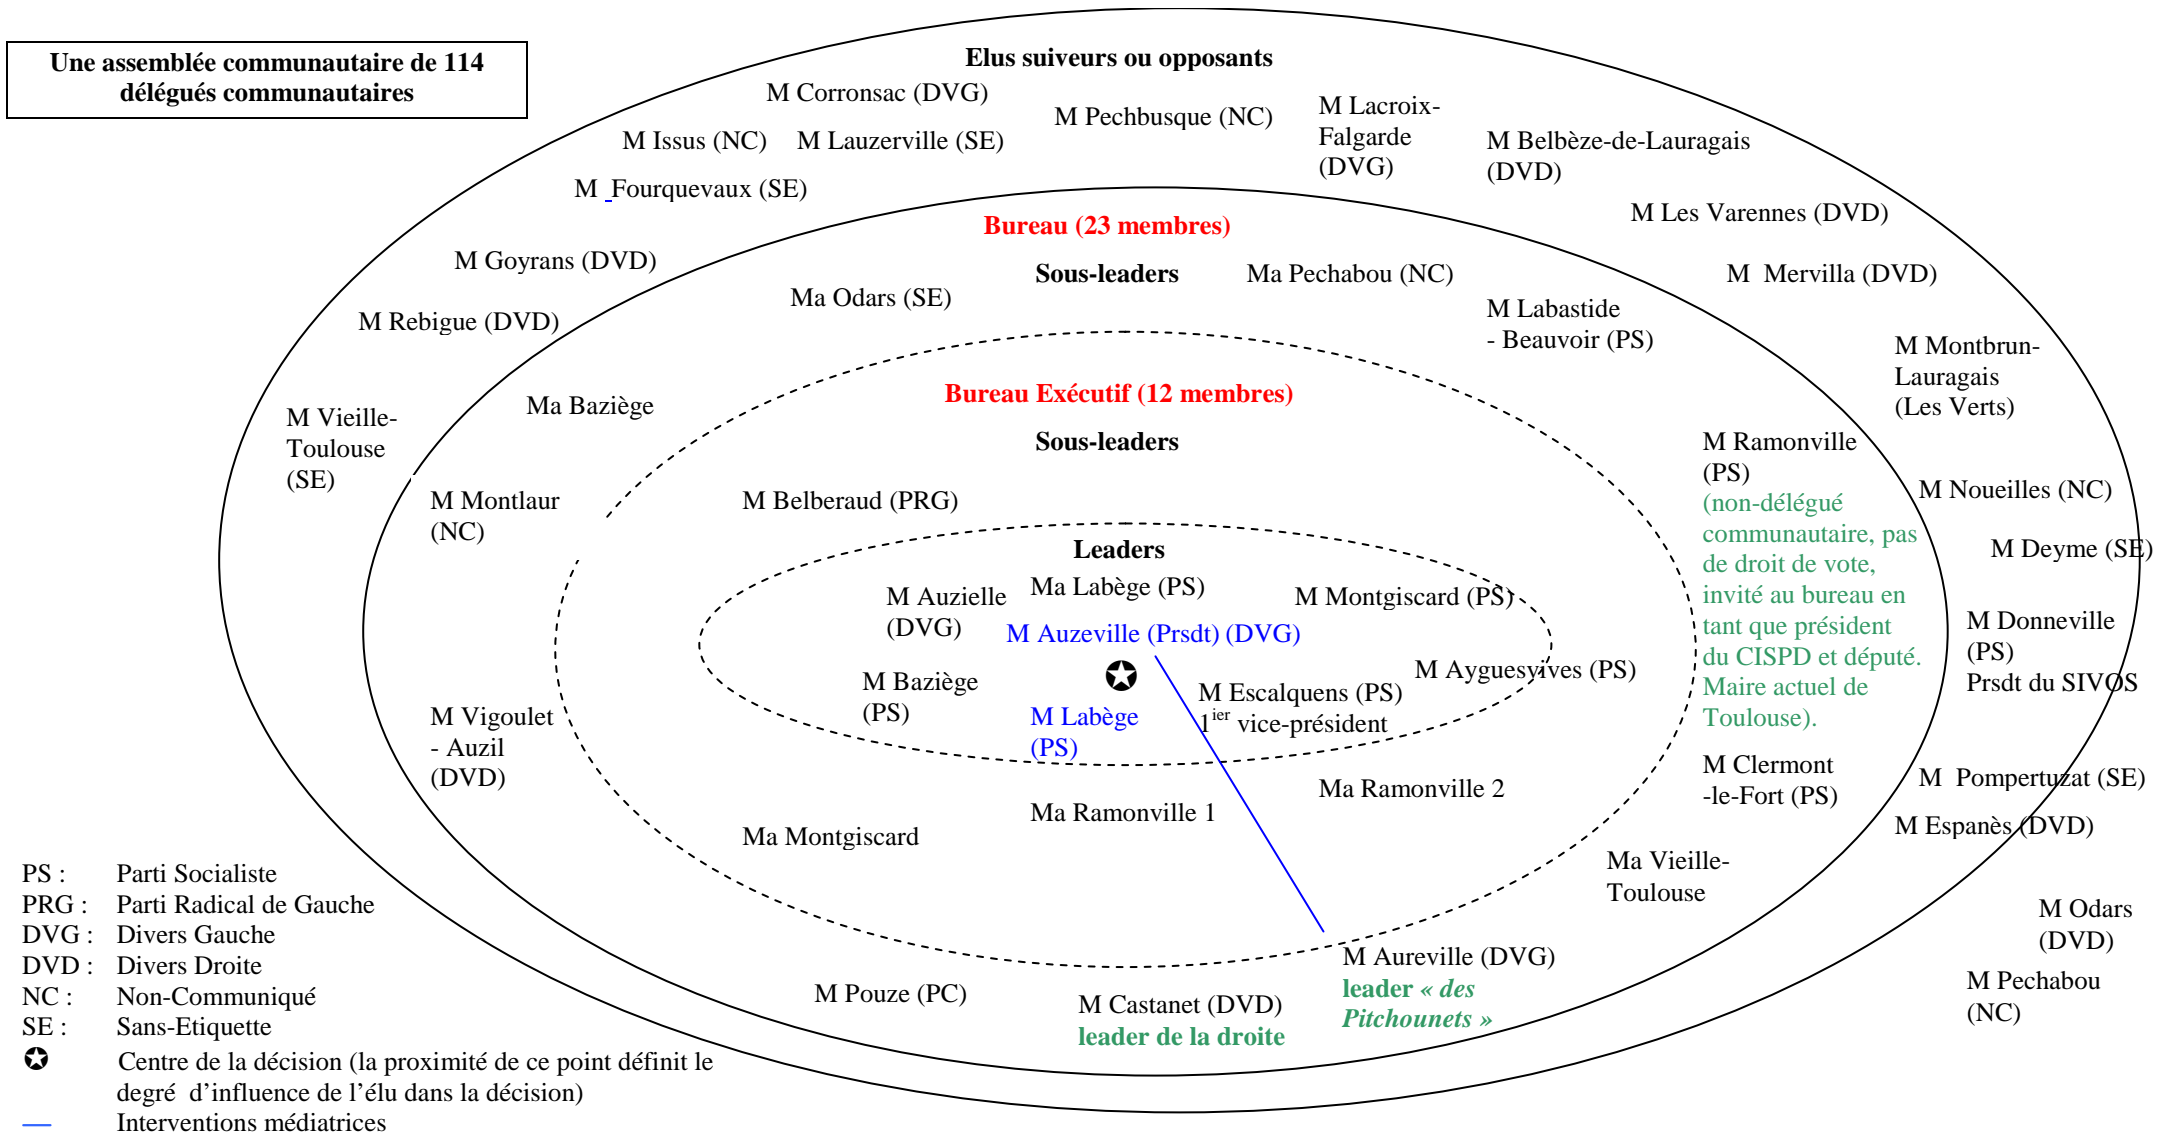 Une assemblée communautaire de 114
délégués communautaires
Elus suiveurs ou opposants
M Corronsac (DVG)
M Pechbusque (NC)
M Lacroix-
Falgarde
(DVG)
M Issus (NC)
M Lauzerville (SE)
M Belbèze-de-Lauragais
(DVD)
M Fourquevaux (SE)
M Les Varennes (DVD)
M Goyrans (DVD)
M Mervilla (DVD)
M Rebigue (DVD)
M Montbrun-
Lauragais
(Les Verts)
M Vieille-
Toulouse
(SE)
M Noueilles (NC)
M Deyme (SE)
M Donneville
(PS)
Prsdt du SIVOS
M Pompertuzat (SE)
M Espanès (DVD)
M Odars
(DVD)
M Pechabou
(NC)
Bureau (23 membres)
Sous-leaders
Ma Pechabou (NC)
Ma Odars (SE)
M Labastide
- Beauvoir (PS)
Ma Baziège
M Montlaur
(NC)
M Ramonville
(PS)
(non-délégué
communautaire, pas
de droit de vote,
invité au bureau en
tant que président
du CISPD et député.
Maire actuel de
Toulouse).
M Vigoulet
- Auzil
(DVD)
M Clermont
-le-Fort (PS)
Ma Vieille-
Toulouse
M Aureville (DVG)
leader « des
Pitchounets »
M Pouze (PC)
M Castanet (DVD)
leader de la droite
Bureau Exécutif (12 membres)
Sous-leaders
M Belberaud (PRG)
Leaders
Ma Labège (PS)
M Auzielle
(DVG)
M Montgiscard (PS)
M Auzeville (Prsdt) (DVG)
M Ayguesvives (PS)
M Baziège
(PS)
M Escalquens (PS)
1ier vice-président
M Labège
(PS)
Ma Ramonville 2
Ma Ramonville 1
Ma Montgiscard
PS : Parti Socialiste
PRG : Parti Radical de Gauche
DVG : Divers Gauche
DVD : Divers Droite
NC : Non-Communiqué
SE : Sans-Etiquette
✪ Centre de la décision (la proximité de ce point définit le
degré d’influence de l’élu dans la décision)
Interventions médiatrices